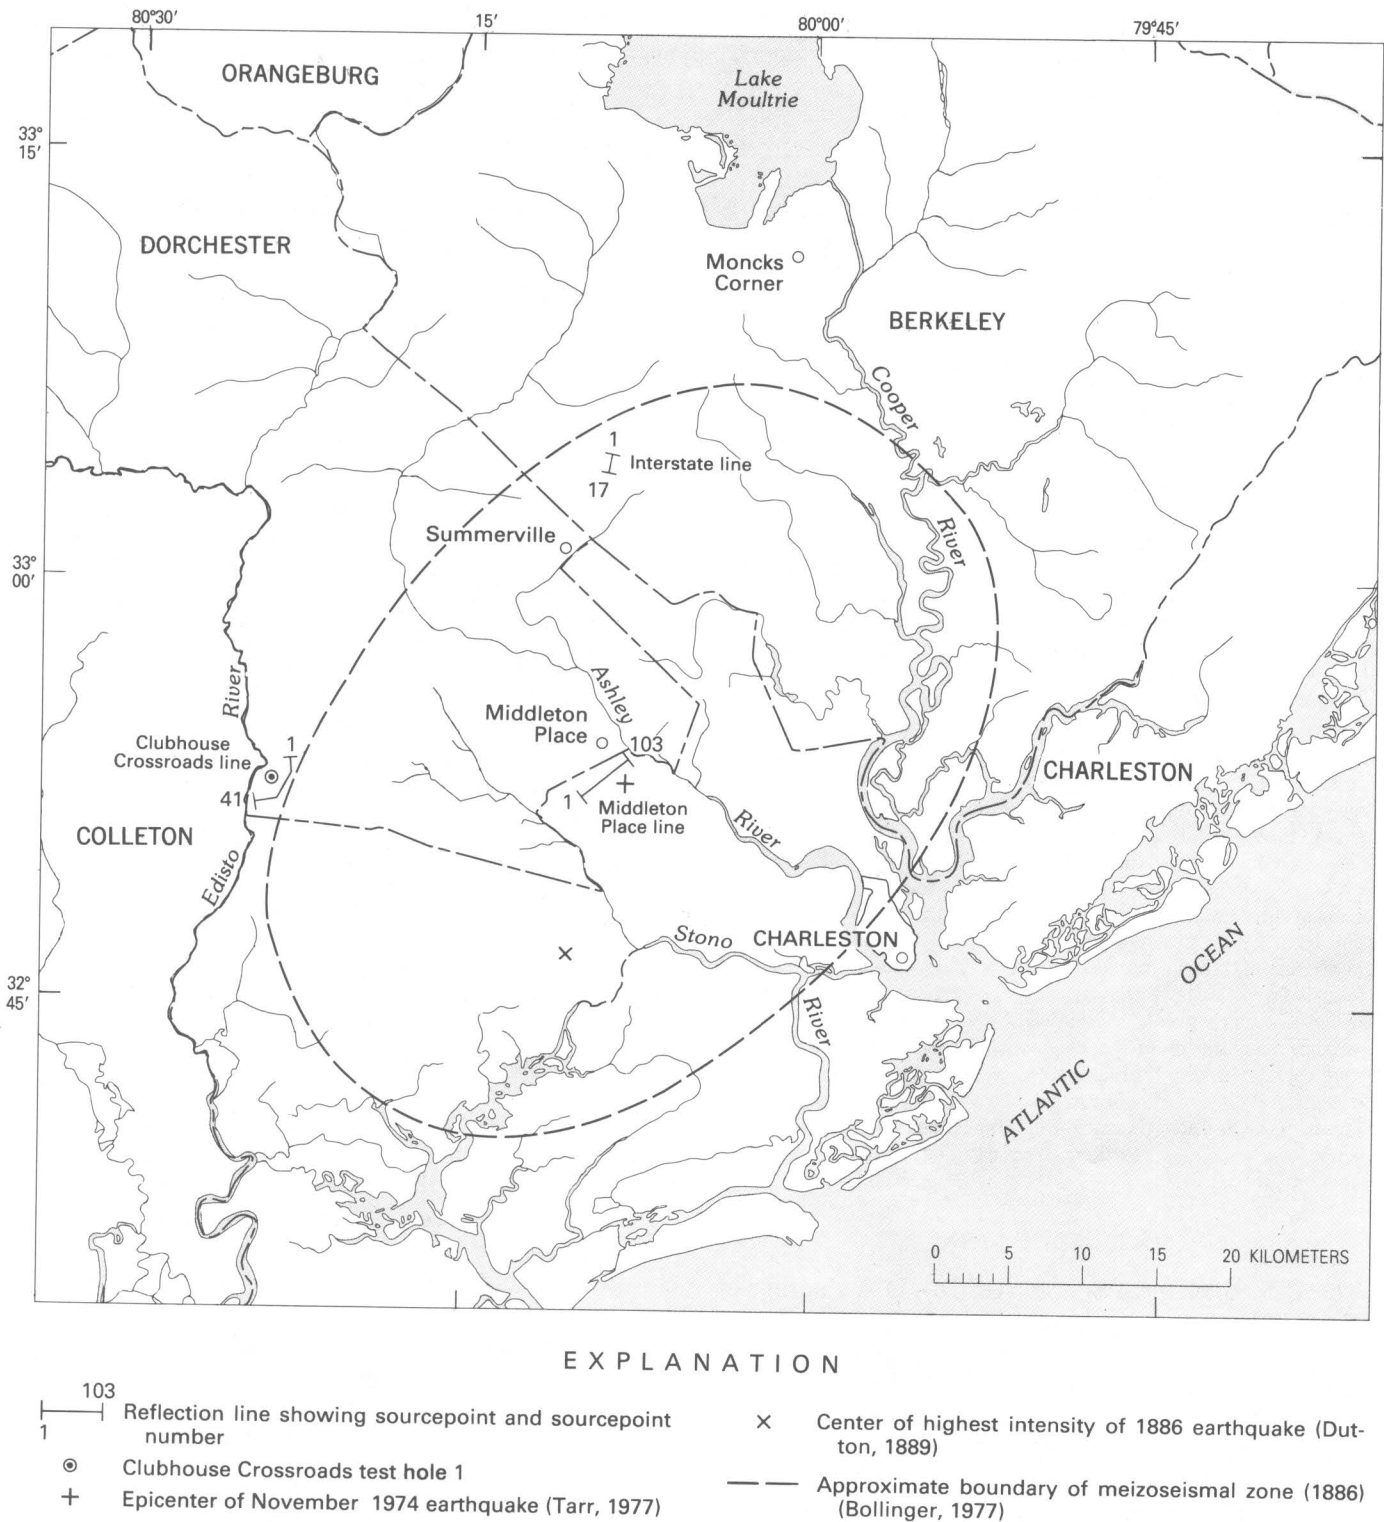 80°30'
15'
80°00'
79°45'
ORANGEBURG
Lake
Moultrie
33°
15'
DORCHESTER
Moncks
Corner
BERKELEY
Cooper
1
Interstate line
17
Summerville
River
33°
00'
Ashley
River
Middleton
Place
103
Clubhouse
Crossroads line
1
41
CHARLESTON
1
Middleton
Place line
COLLETON
River
Edisto
Stono
CHARLESTON
OCEAN
32°
45'
River
ATLANTIC
0 5 10 15 20 KILOMETERS
EXPLANATION
103
1
Reflection line showing sourcepoint and sourcepoint
number
Clubhouse Crossroads test hole 1
Epicenter of November 1974 earthquake (Tarr, 1977)
Center of highest intensity of 1886 earthquake (Dut-
ton, 1889)
Approximate boundary of meizoseismal zone (1886)
(Bollinger, 1977)